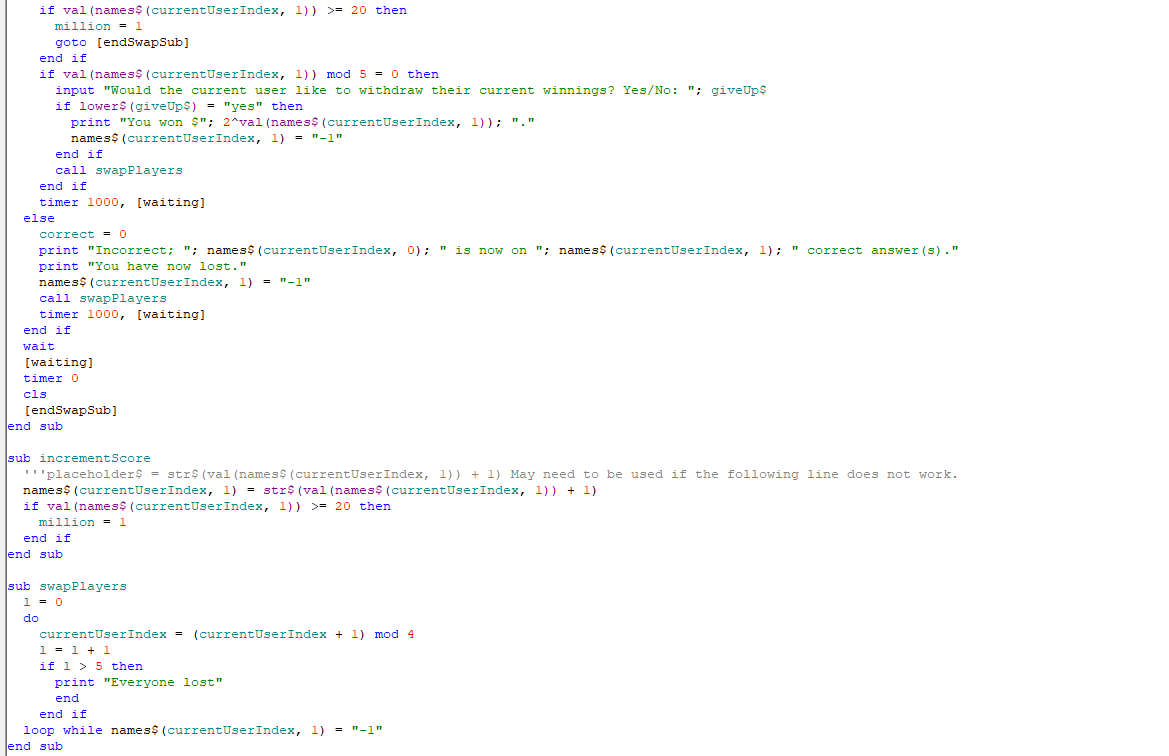 if val(names$(currentUserIndex, 1)) >= 20 then
      million = 1
      goto [endSwapSub]
    end if
    if val(names$(currentUserIndex, 1)) mod 5 = 0 then
      input "Would the current user like to withdraw their current winnings? Yes/No: "; giveUp$
      if lower$(giveUp$) = "yes" then
        print "You won $"; 2^val(names$(currentUserIndex, 1)); "."
        names$(currentUserIndex, 1) = "-1"
      end if
      call swapPlayers
    end if
    timer 1000, [waiting]
  else
    correct = 0
    print "Incorrect; "; names$(currentUserIndex, 0); " is now on "; names$(currentUserIndex, 1); " correct answer(s)."
    print "You have now lost."
    names$(currentUserIndex, 1) = "-1"
    call swapPlayers
    timer 1000, [waiting]
  end if
  wait
  [waiting]
  timer 0
  cls
  [endSwapSub]
end sub

sub incrementScore
  '''placeholder$ = str$(val(names$(currentUserIndex, 1)) + 1) May need to be used if the following line does not work.
  names$(currentUserIndex, 1) = str$(val(names$(currentUserIndex, 1)) + 1)
  if val(names$(currentUserIndex, 1)) >= 20 then
    million = 1
  end if
end sub

sub swapPlayers
  l = 0
  do
    currentUserIndex = (currentUserIndex + 1) mod 4
    l = l + 1
    if l > 5 then
      print "Everyone lost"
      end
    end if
  loop while names$(currentUserIndex, 1) = "-1"
end sub